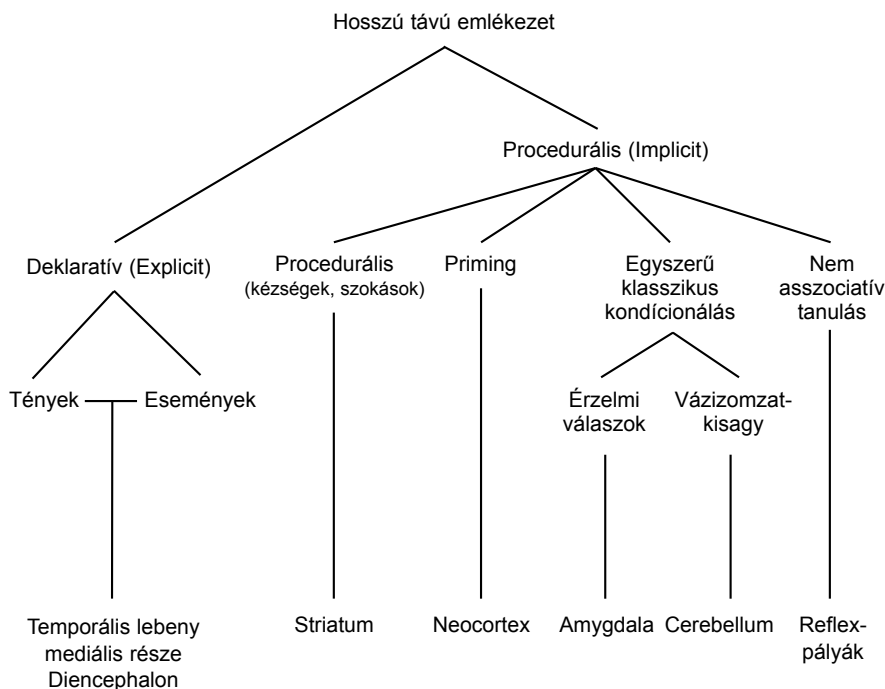 Hosszú távú emlékezet
Procedurális (Implicit)
Deklaratív (Explicit)
Procedurális
(kézségek, szokások)
Priming
Egyszerű
klasszikus
kondícionálás
Nem
asszociatív
tanulás
Tények
Események
Érzelmi
válaszok
Vázizomzat-
kisagy
Temporális lebeny
mediális része
Diencephalon
Striatum
Neocortex
Amygdala
Cerebellum
Reflex-
pályák